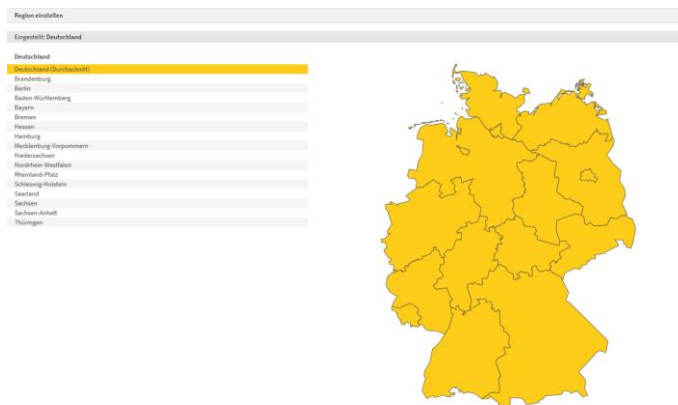 Region einstellen
Eingestellt: Deutschland
Deutschland
Deutschland (Durchschnitt)
Brandenburg
Berlin
Baden-Württemberg
Bayern
Bremen
Hessen
Hamburg
Mecklenburg-Vorpommern
Niedersachsen
Nordrhein-Westfalen
Rheinland-Pfalz
Schleswig-Holstein
Saarland
Sachsen
Sachsen-Anhalt
Thüringen